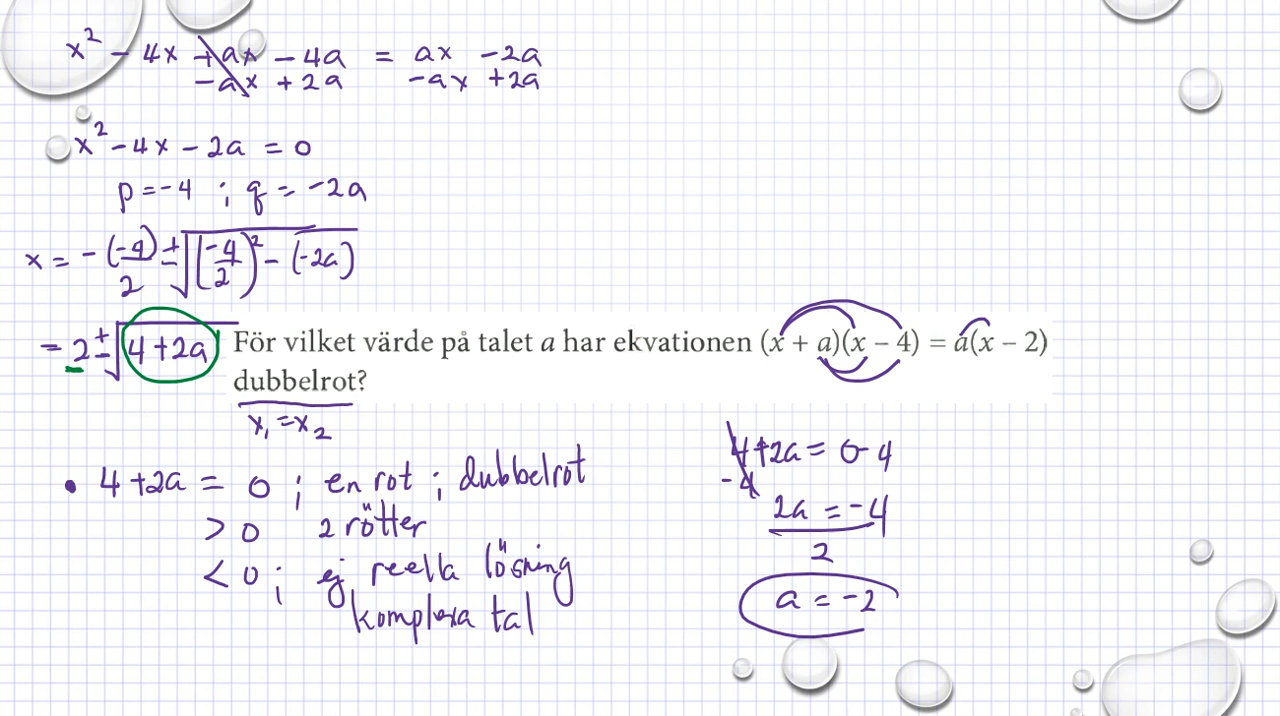 x² - 4x + ax - 4a = ax - 2a
- ax + 2a   - ax + 2a
x² - 4x - 2a = 0
p = -4 ; q = -2a
x = - (-4)/2 ± √((-4/2)² - (-2a))
= 2 ± √(4 + 2a)
För vilket värde på talet a har ekvationen (x + a)(x − 4) = a(x − 2)
dubbelrot?
x₁ = x₂
• 4 + 2a = 0 ; en rot ; dubbelrot
> 0   2 rötter
< 0 ; ej reella lösning
komplexa tal
4 + 2a = 0 - 4
- 4
2a = -4
2
a = -2